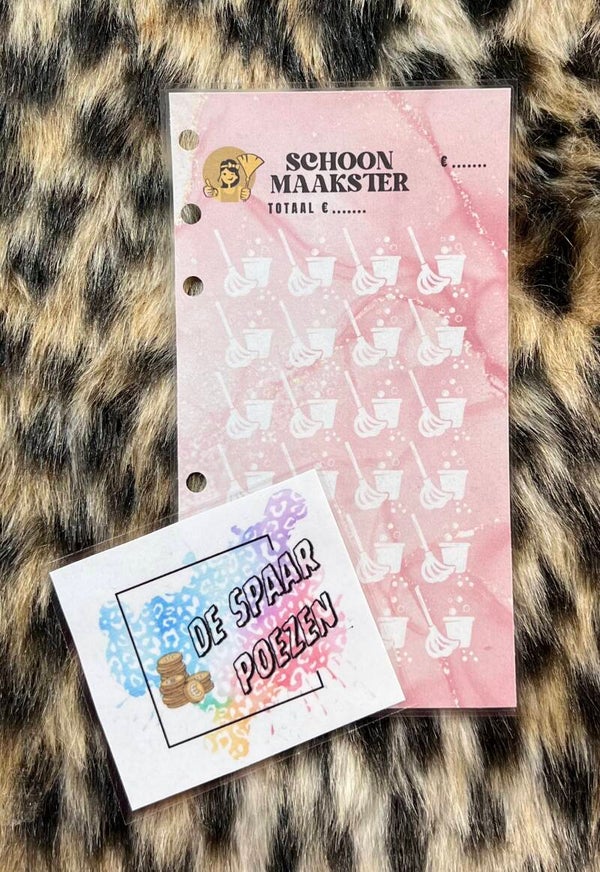 SCHOON
MAAKSTER
TOTAAL €.......
€.......
DE SPAAR
POEZEN